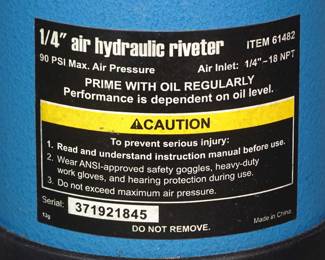 1/4" air hydraulic riveter ITEM 61482
90 PSI Max. Air Pressure Air Inlet: 1/4"-18 NPT
PRIME WITH OIL REGULARLY
Performance is dependent on oil level.
⚠CAUTION
To prevent serious injury:
1. Read and understand instruction manual before use.
2. Wear ANSI-approved safety goggles, heavy-duty
work gloves, and hearing protection during use.
3. Do not exceed maximum air pressure.
Serial: 371921845
13g Made in China.
DO NOT REMOVE.